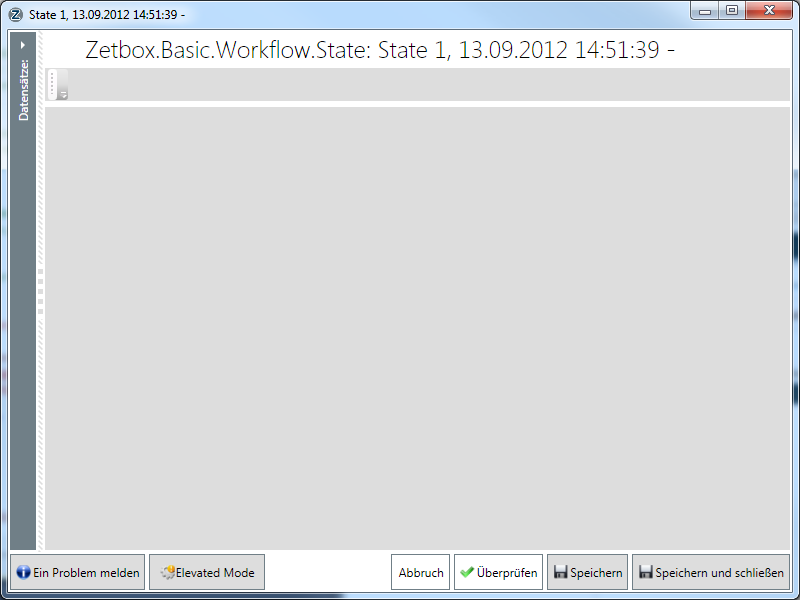 State 1, 13.09.2012 14:51:39 -
Zetbox.Basic.Workflow.State: State 1, 13.09.2012 14:51:39 -
Datensätze:
Ein Problem melden
Elevated Mode
Abbruch
Überprüfen
Speichern
Speichern und schließen